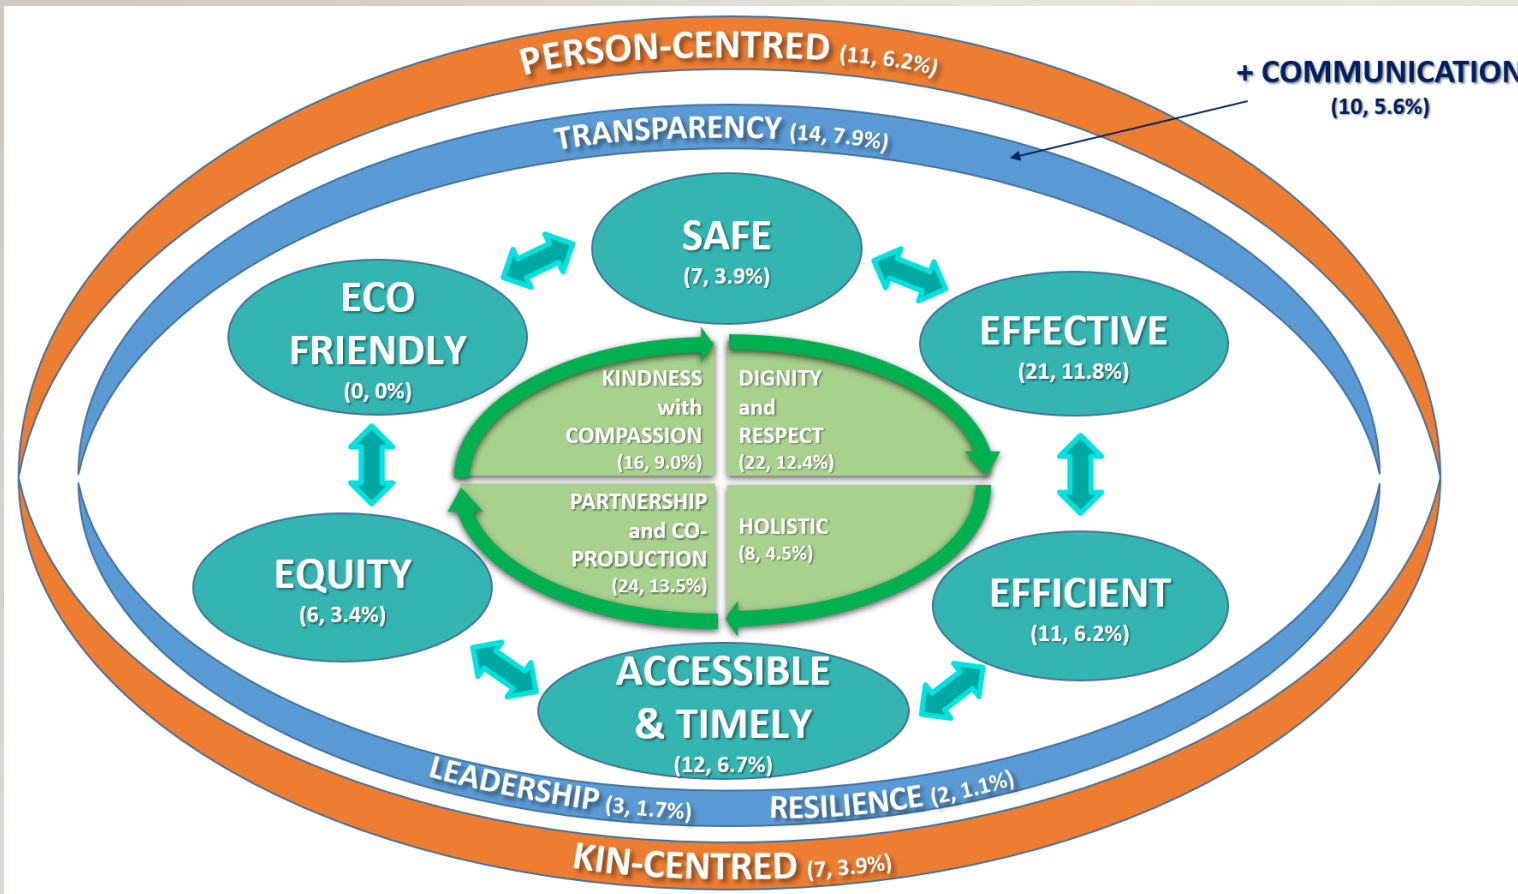 PERSON-CENTRED (11, 6.2%)
+ COMMUNICATION
(10, 5.6%)
TRANSPARENCY (14, 7.9%)
SAFE
(7, 3.9%)
ECO
FRIENDLY
(0, 0%)
EFFECTIVE
(21, 11.8%)
KINDNESS
with
COMPASSION
(16, 9.0%)
DIGNITY
and
RESPECT
(22, 12.4%)
PARTNERSHIP
and CO-
PRODUCTION
(24, 13.5%)
HOLISTIC
(8, 4.5%)
EQUITY
(6, 3.4%)
EFFICIENT
(11, 6.2%)
ACCESSIBLE
& TIMELY
(12, 6.7%)
LEADERSHIP (3, 1.7%)
RESILIENCE (2, 1.1%)
KIN-CENTRED (7, 3.9%)